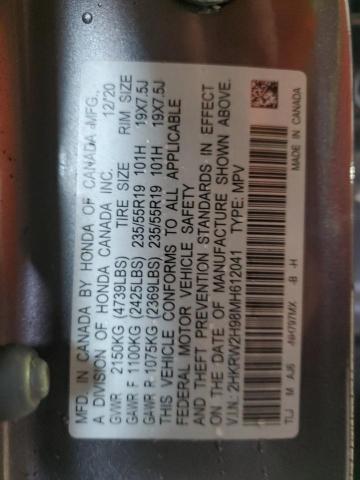 MFD. IN CANADA BY HONDA OF CANADA MFG.,
A DIVISION OF HONDA CANADA INC. 12/20
GVWR 2150KG (4739LBS) TIRE SIZE RIM SIZE
GAWR F 1100KG (2425LBS) 235/55R19 101H 19X7.5J
GAWR R 1075KG (2369LBS) 235/55R19 101H 19X7.5J
THIS VEHICLE CONFORMS TO ALL APPLICABLE
FEDERAL MOTOR VEHICLE SAFETY
AND THEFT PREVENTION STANDARDS IN EFFECT
ON THE DATE OF MANUFACTURE SHOWN ABOVE.
V.I.N.: 2HKRW2H98MH612041 TYPE: MPV
TLJ M AJ6 -B -H
MADE IN CANADA